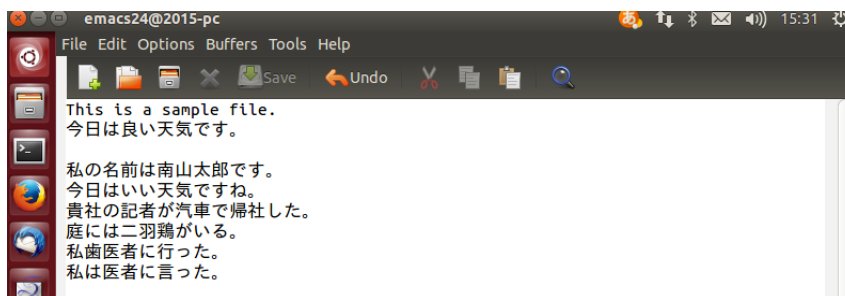 emacs24@2015-pc
あ
15:31
File Edit Options Buffers Tools Help
Save Undo
This is a sample file.
今日は良い天気です。
私の名前は南山太郎です。
今日はいい天気ですね。
貴社の記者が汽車で帰社した。
庭には二羽鶏がいる。
私歯医者に行った。
私は医者に言った。